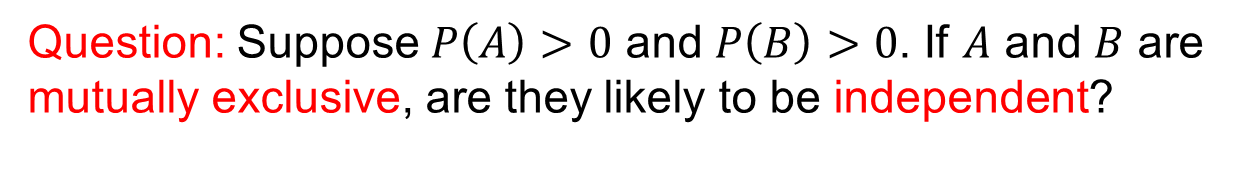 Question: Suppose P(A) > 0 and P(B) > 0. If A and B are
mutually exclusive, are they likely to be independent?